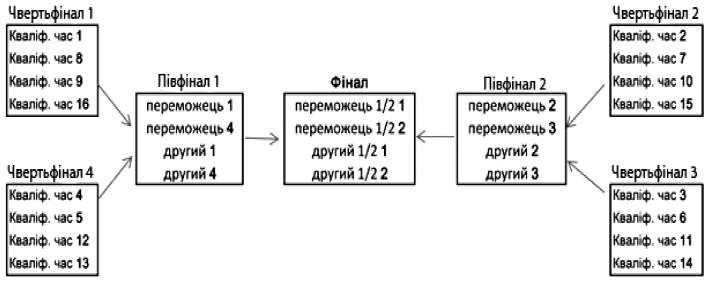 Чвертьфінал 1
Кваліф. час 1
Кваліф. час 8
Кваліф. час 9
Кваліф. час 16
Чвертьфінал 4
Кваліф. час 4
Кваліф. час 5
Кваліф. час 12
Кваліф. час 13
Півфінал 1
переможець 1
переможець 4
другий 1
другий 4
Фінал
переможець 1/2 1
переможець 1/2 2
другий 1/2 1
другий 1/2 2
Півфінал 2
переможець 2
переможець 3
другий 2
другий 3
Чвертьфінал 2
Кваліф. час 2
Кваліф. час 7
Кваліф. час 10
Кваліф. час 15
Чвертьфінал 3
Кваліф. час 3
Кваліф. час 6
Кваліф. час 11
Кваліф. час 14